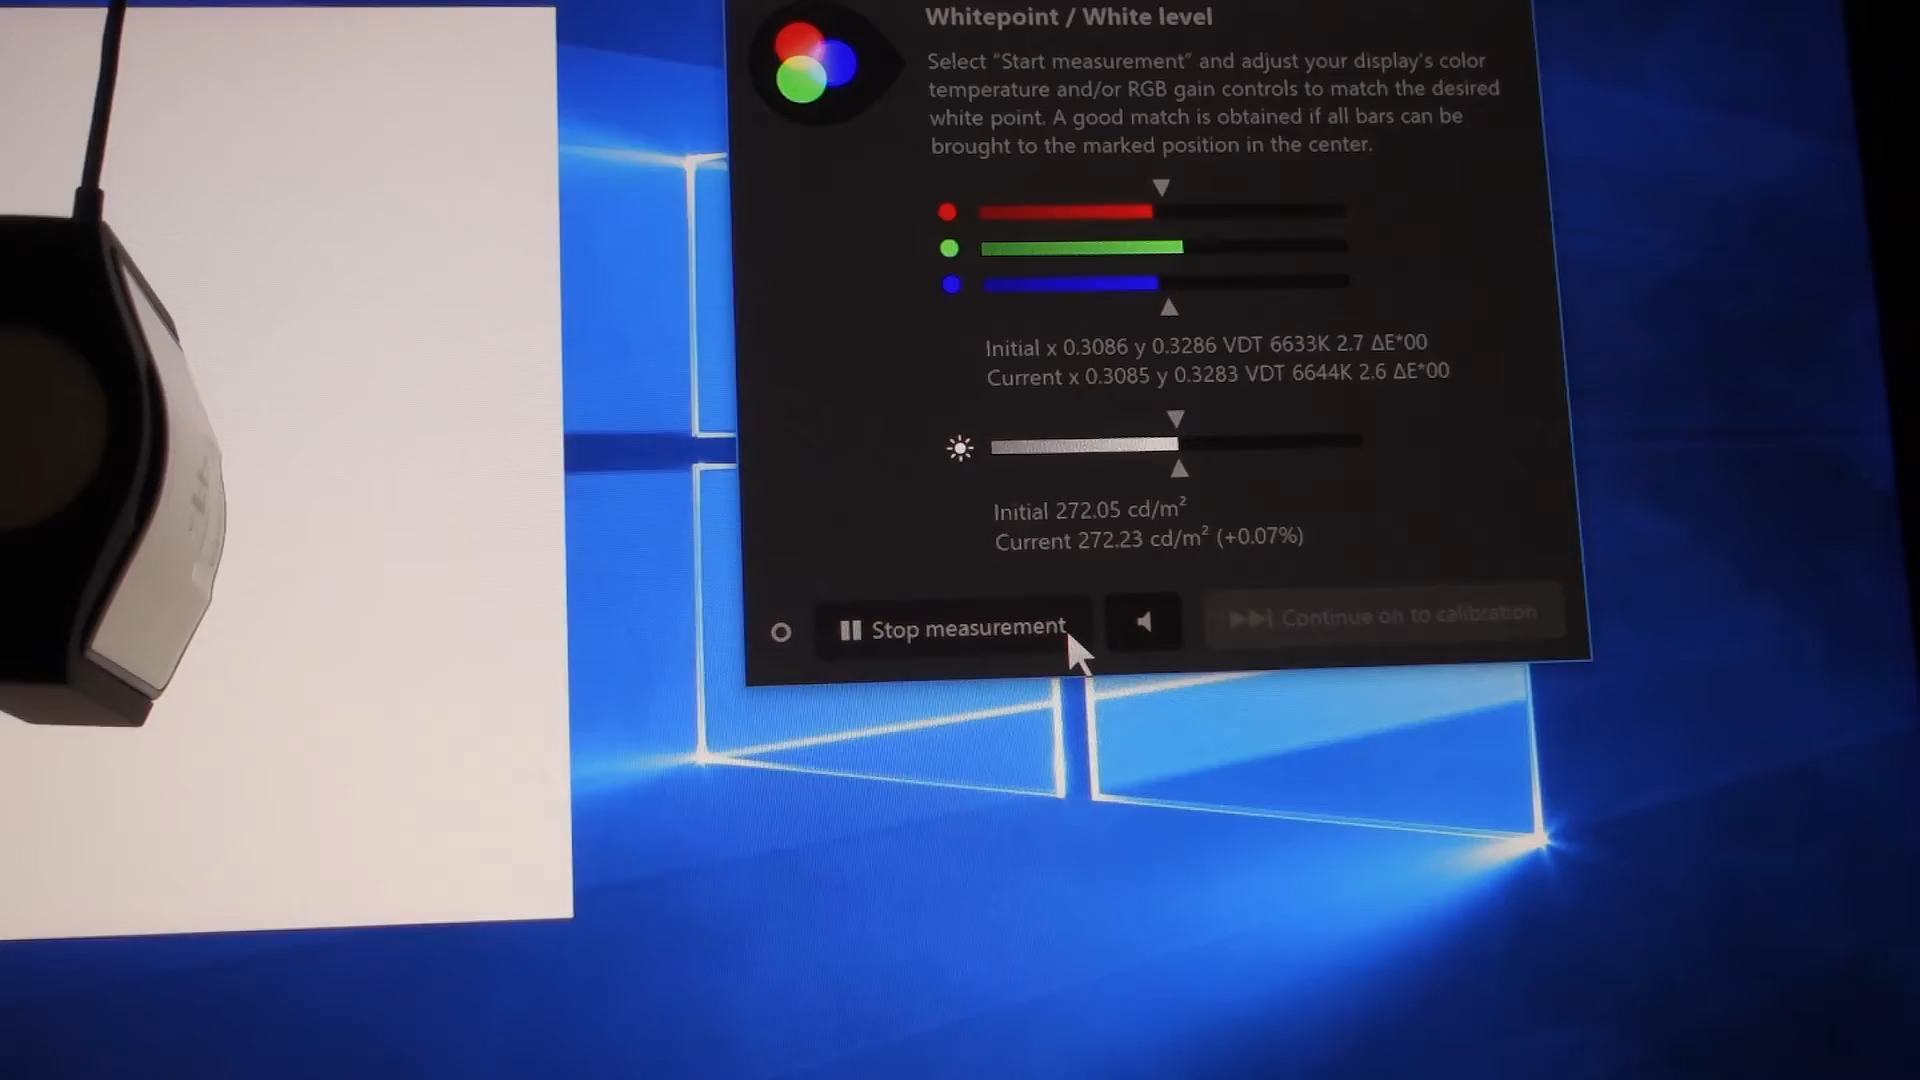 Whitepoint / White level
Select "Start measurement" and adjust your display's color
temperature and/or RGB gain controls to match the desired
white point. A good match is obtained if all bars can be
brought to the marked position in the center.
Initial x 0.3086 y 0.3286 VDT 6633K 2.7 ΔE*00
Current x 0.3085 y 0.3283 VDT 6644K 2.6 ΔE*00
Initial 272.05 cd/m²
Current 272.23 cd/m² (+0.07%)
Stop measurement
Continue on to calibration